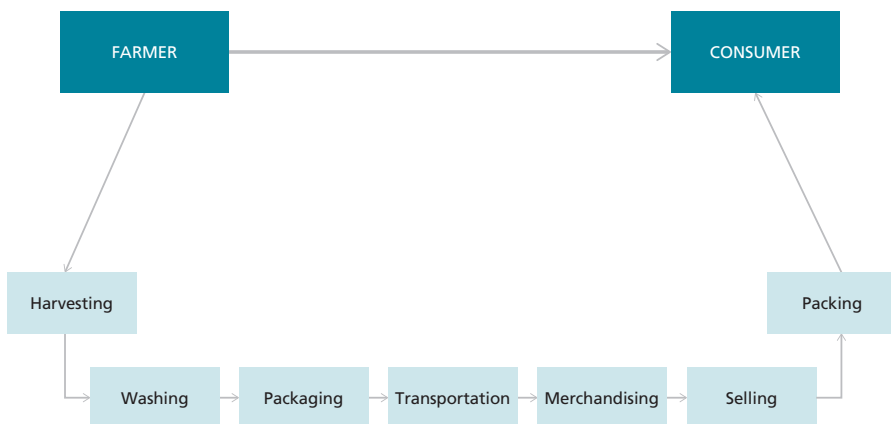 FARMER
CONSUMER
Harvesting
Packing
Washing
Packaging
Transportation
Merchandising
Selling